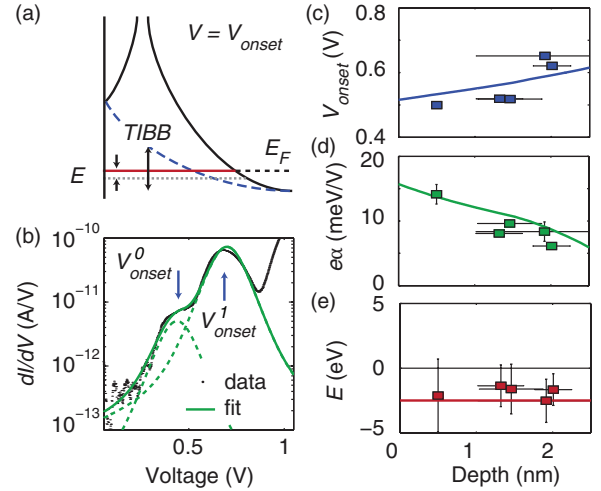 (a)
V = V_onset
TIBB
E_F
E
(b)
dI/dV (A/V)
10^−10
10^−11
10^−12
10^−13
V^0_onset
V^1_onset
data
fit
0.5
1
Voltage (V)
(c)
V_onset (V)
0.8
0.6
0.4
(d)
eα (meV/V)
20
10
0
(e)
E (eV)
5
0
−5
0
1
2
Depth (nm)